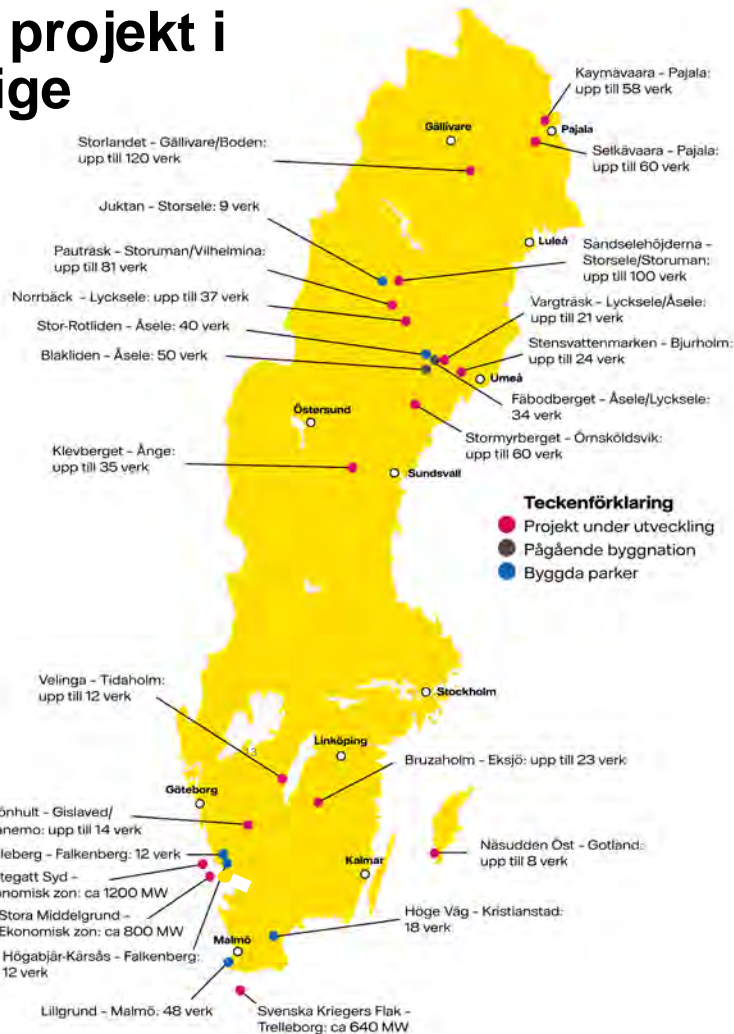 projekt i
ige
Kaymavaara – Pajala:
upp till 58 verk
Gällivare
Pajala
Storlandet – Gällivare/Boden:
upp till 120 verk
Selkävaara – Pajala:
upp till 60 verk
Juktan – Storsele: 9 verk
Luleå
Sandselehöjderna –
Storsele/Storuman:
upp till 100 verk
Pauträsk – Storuman/Vilhelmina:
upp till 81 verk
Norrbäck – Lycksele: upp till 37 verk
Vargträsk – Lycksele/Åsele:
upp till 21 verk
Stor-Rotliden – Åsele: 40 verk
Stensvattenmarken – Bjurholm:
upp till 24 verk
Blakliden – Åsele: 50 verk
Umeå
Fäbodberget – Åsele/Lycksele:
34 verk
Östersund
Stormyrberget – Örnsköldsvik:
upp till 60 verk
Klevberget – Ånge:
upp till 35 verk
Sundsvall
Teckenförklaring
Projekt under utveckling
Pågående byggnation
Byggda parker
Velinga – Tidaholm:
upp till 12 verk
Stockholm
Linköping
13
Bruzaholm – Eksjö: upp till 23 verk
Göteborg
önhult – Gislaved/
anemo: upp till 14 verk
Näsudden Öst – Gotland:
upp till 8 verk
lleberg – Falkenberg: 12 verk
Kalmar
ttegatt Syd –
onomisk zon: ca 1200 MW
Stora Middelgrund –
Ekonomisk zon: ca 800 MW
Höge Väg – Kristianstad:
18 verk
Malmö
Högabjär-Kärsås – Falkenberg:
12 verk
Lillgrund – Malmö: 48 verk
Svenska Kriegers Flak –
Trelleborg: ca 640 MW